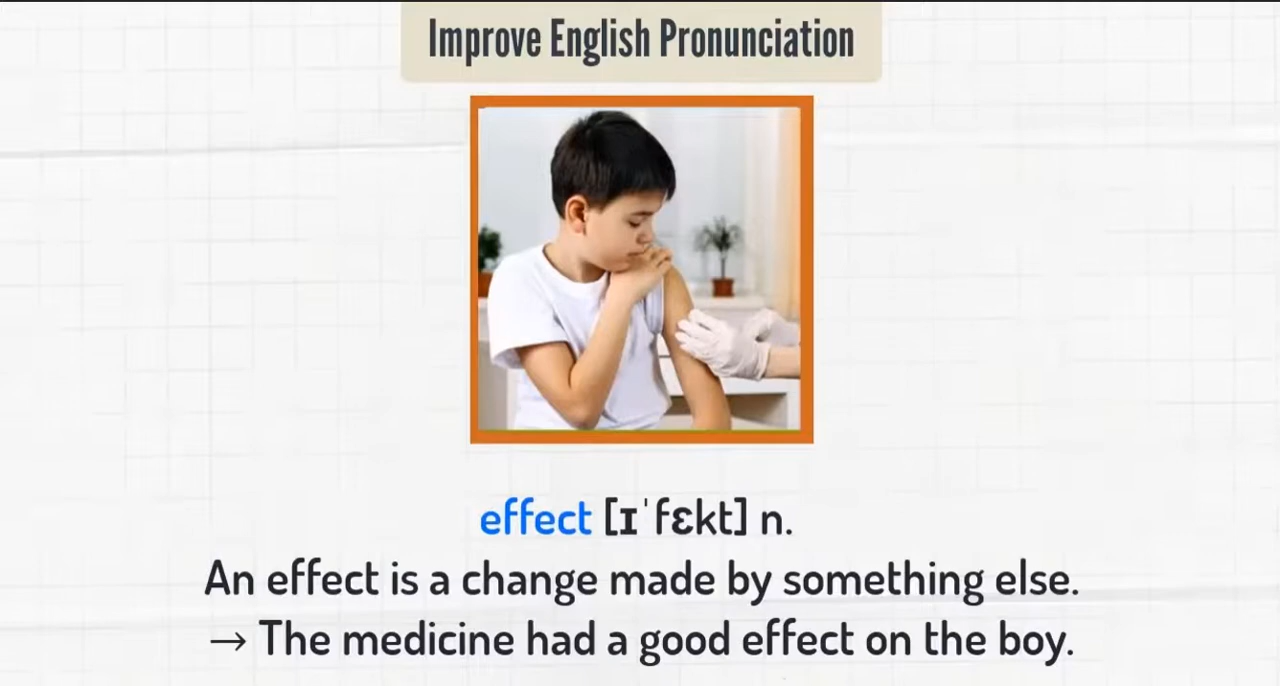 Improve English Pronunciation
effect [ɪˈfɛkt] n.
An effect is a change made by something else.
→ The medicine had a good effect on the boy.